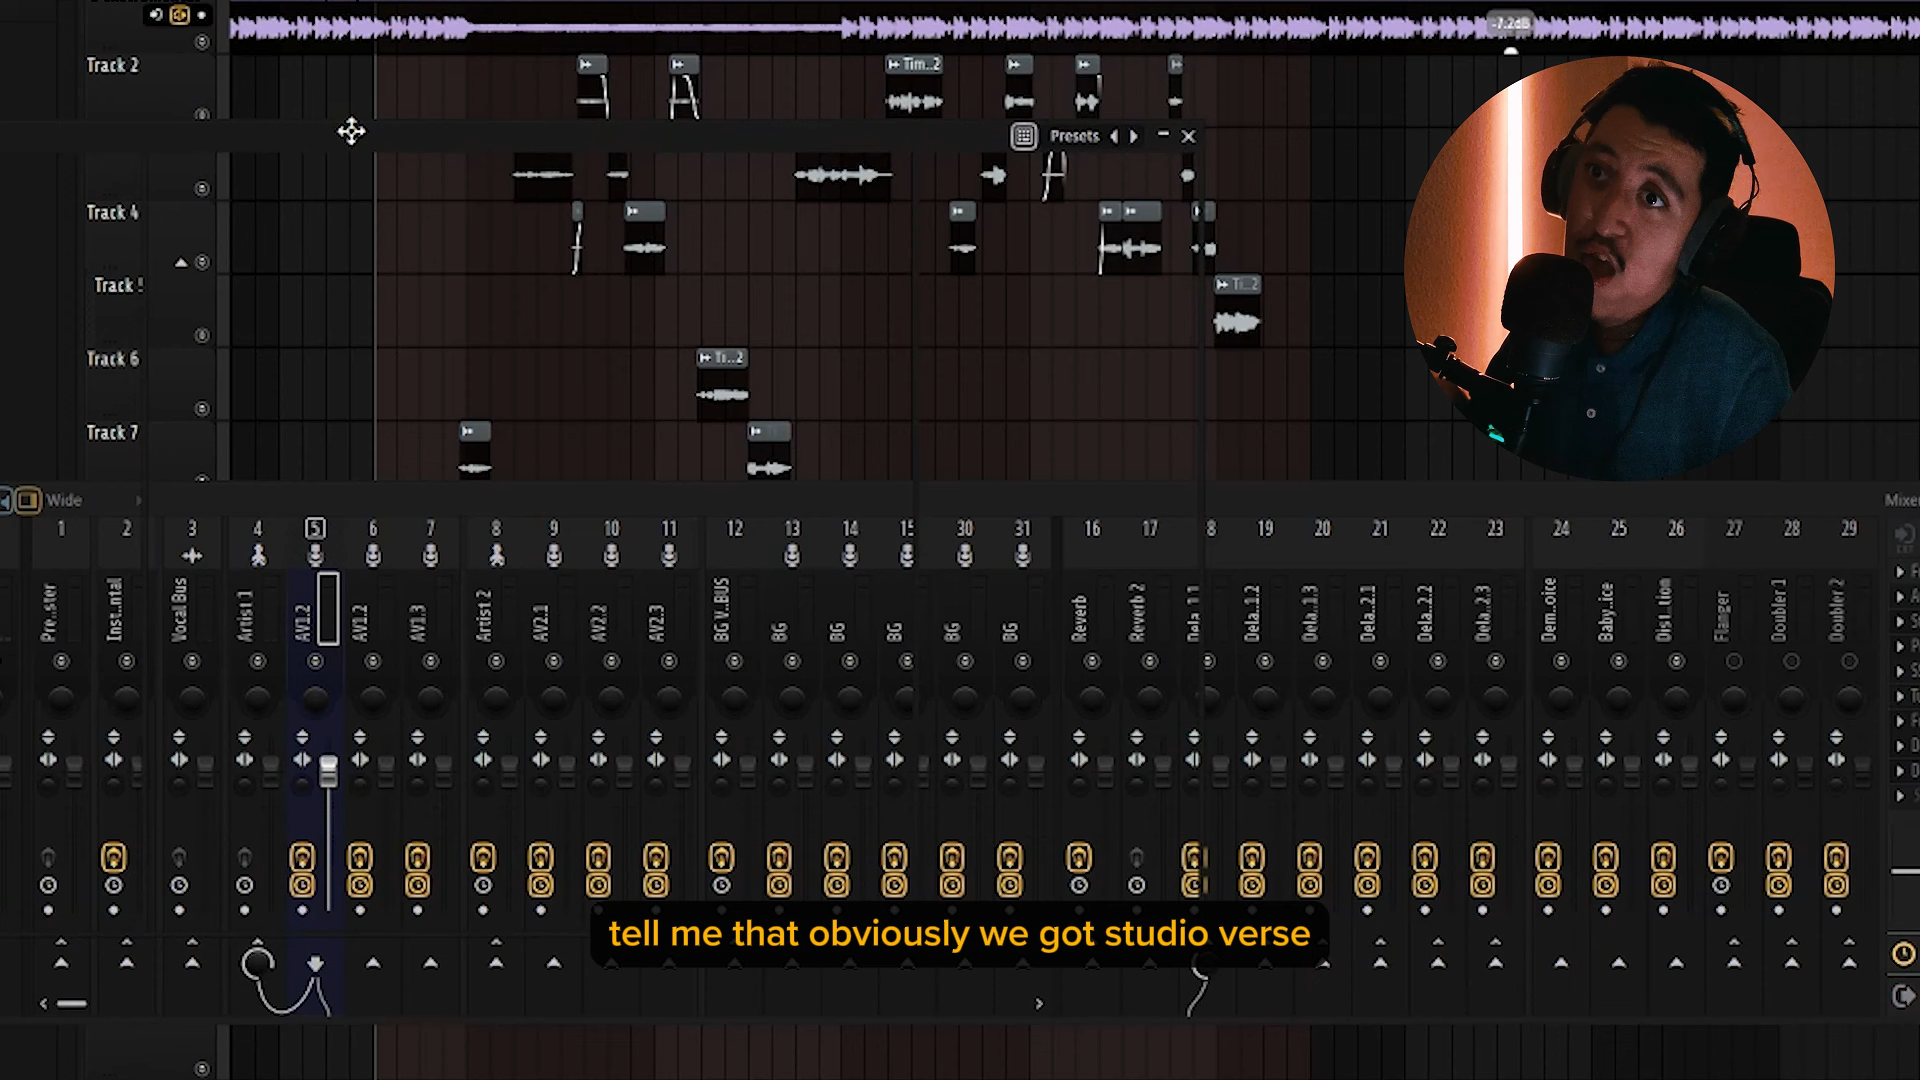 -7.2dB
Track 2
Tim..2
Presets
Track 4
Track 5
Ti..2
Track 6
Ti...2
Track 7
Wide
Mixer
1 2 3 4 5 6 7 8 9 10 11 12 13 14 15 30 31 16 17 8 19 20 21 22 23 24 25 26 27 28 29
Pre...ster
Inst...ntal
Vocal Bus
Artist 1
AV1.2
AV1.2
AV1.3
Artist 2
AV2.1
AV2.2
AV2.3
BG V...BUS
BG
BG
BG
BG
BG
Reverb
Reverb 2
Dela...1.1
Dela...1.2
Dela...1.3
Dela...2.1
Dela...2.2
Dela...2.3
Dem...oice
Baby...ice
Dist...tion
Flanger
Doubler 1
Doubler 2
tell me that obviously we got studio verse